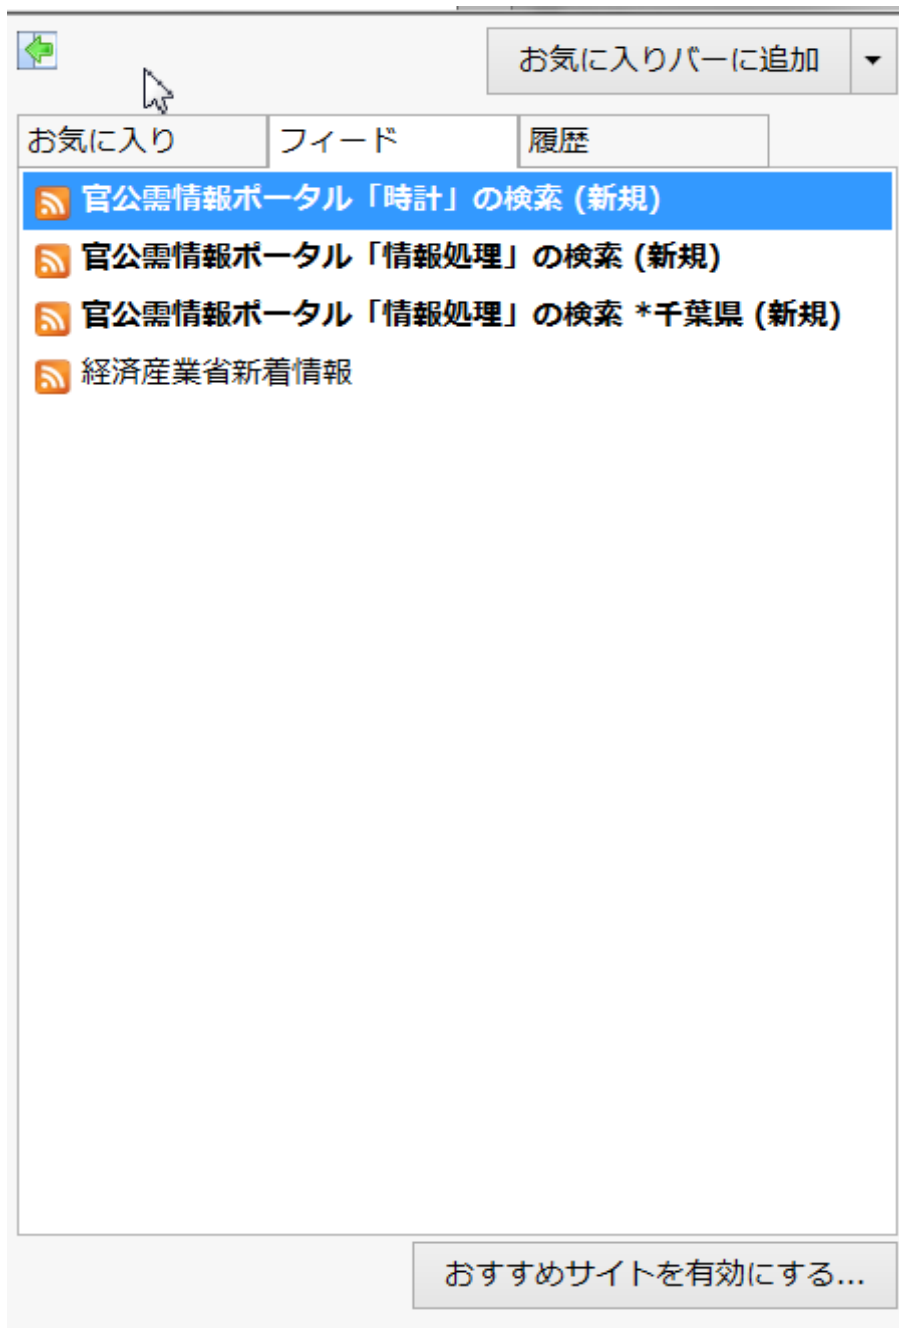 お気に入りバーに追加
お気に入り フィード 履歴
官公需情報ポータル「時計」の検索 (新規)
官公需情報ポータル「情報処理」の検索 (新規)
官公需情報ポータル「情報処理」の検索 *千葉県 (新規)
経済産業省新着情報
おすすめサイトを有効にする...